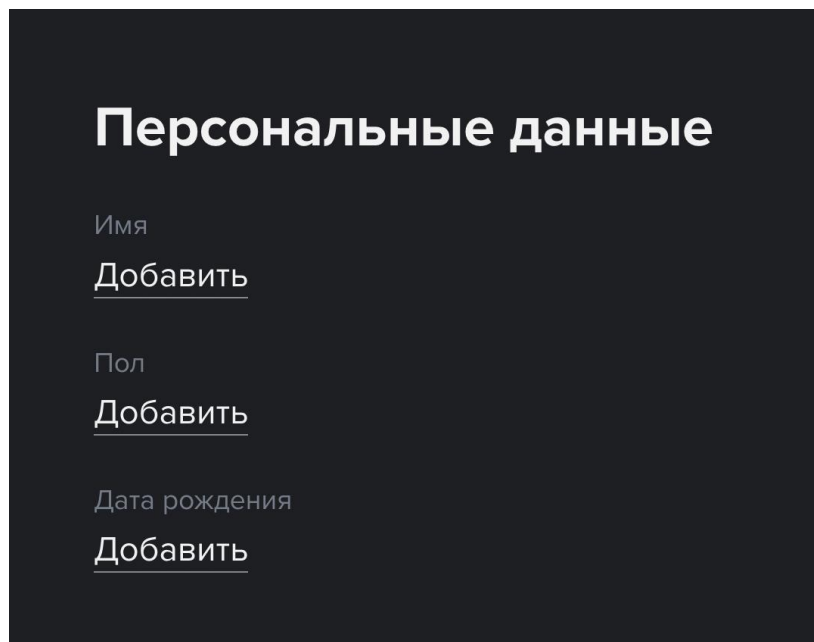 Персональные данные
Имя
Добавить
Пол
Добавить
Дата рождения
Добавить